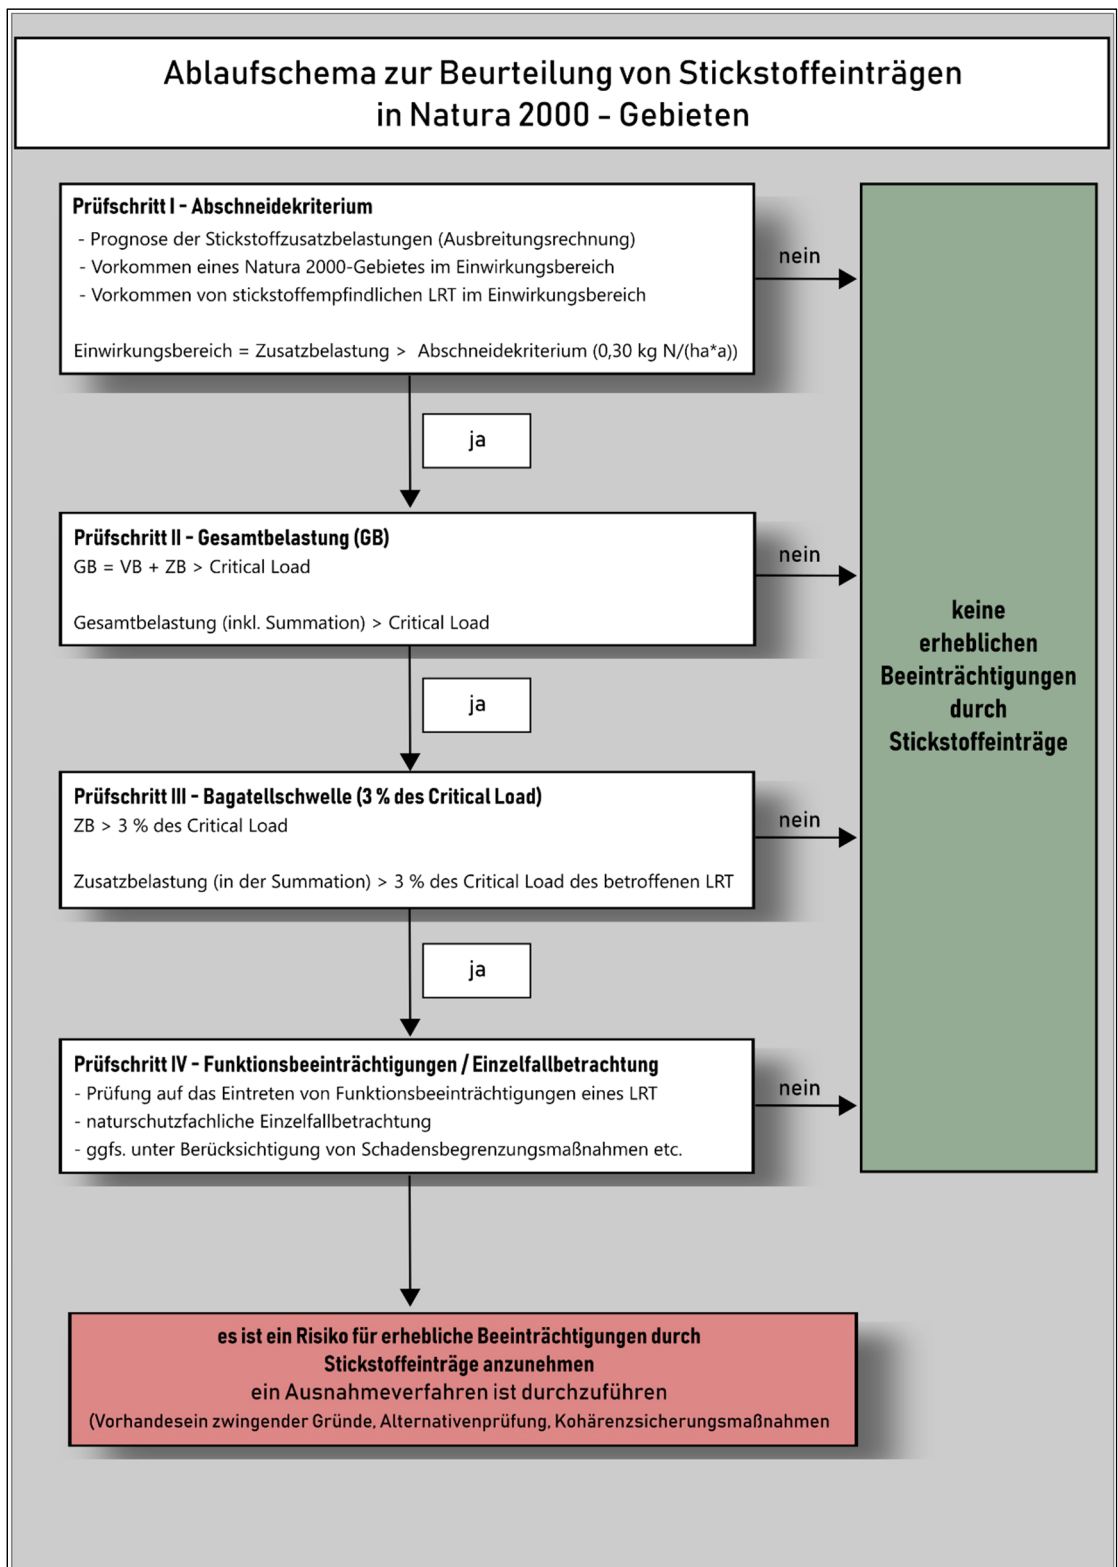 Ablaufschema zur Beurteilung von Stickstoffeinträgen
in Natura 2000 - Gebieten
Prüfschritt I - Abschneidekriterium
- Prognose der Stickstoffzusatzbelastungen (Ausbreitungsrechnung)
- Vorkommen eines Natura 2000-Gebietes im Einwirkungsbereich
- Vorkommen von stickstoffempfindlichen LRT im Einwirkungsbereich
Einwirkungsbereich = Zusatzbelastung > Abschneidekriterium (0,30 kg N/(ha*a))
nein
ja
Prüfschritt II - Gesamtbelastung (GB)
GB = VB + ZB > Critical Load
Gesamtbelastung (inkl. Summation) > Critical Load
nein
ja
Prüfschritt III - Bagatellschwelle (3 % des Critical Load)
ZB > 3 % des Critical Load
Zusatzbelastung (in der Summation) > 3 % des Critical Load des betroffenen LRT
nein
ja
Prüfschritt IV - Funktionsbeeinträchtigungen / Einzelfallbetrachtung
- Prüfung auf das Eintreten von Funktionsbeeinträchtigungen eines LRT
- naturschutzfachliche Einzelfallbetrachtung
- ggfs. unter Berücksichtigung von Schadensbegrenzungsmaßnahmen etc.
nein
keine
erheblichen
Beeinträchtigungen
durch
Stickstoffeinträge
es ist ein Risiko für erhebliche Beeinträchtigungen durch
Stickstoffeinträge anzunehmen
ein Ausnahmeverfahren ist durchzuführen
(Vorhandesein zwingender Gründe, Alternativenprüfung, Kohärenzsicherungsmaßnahmen